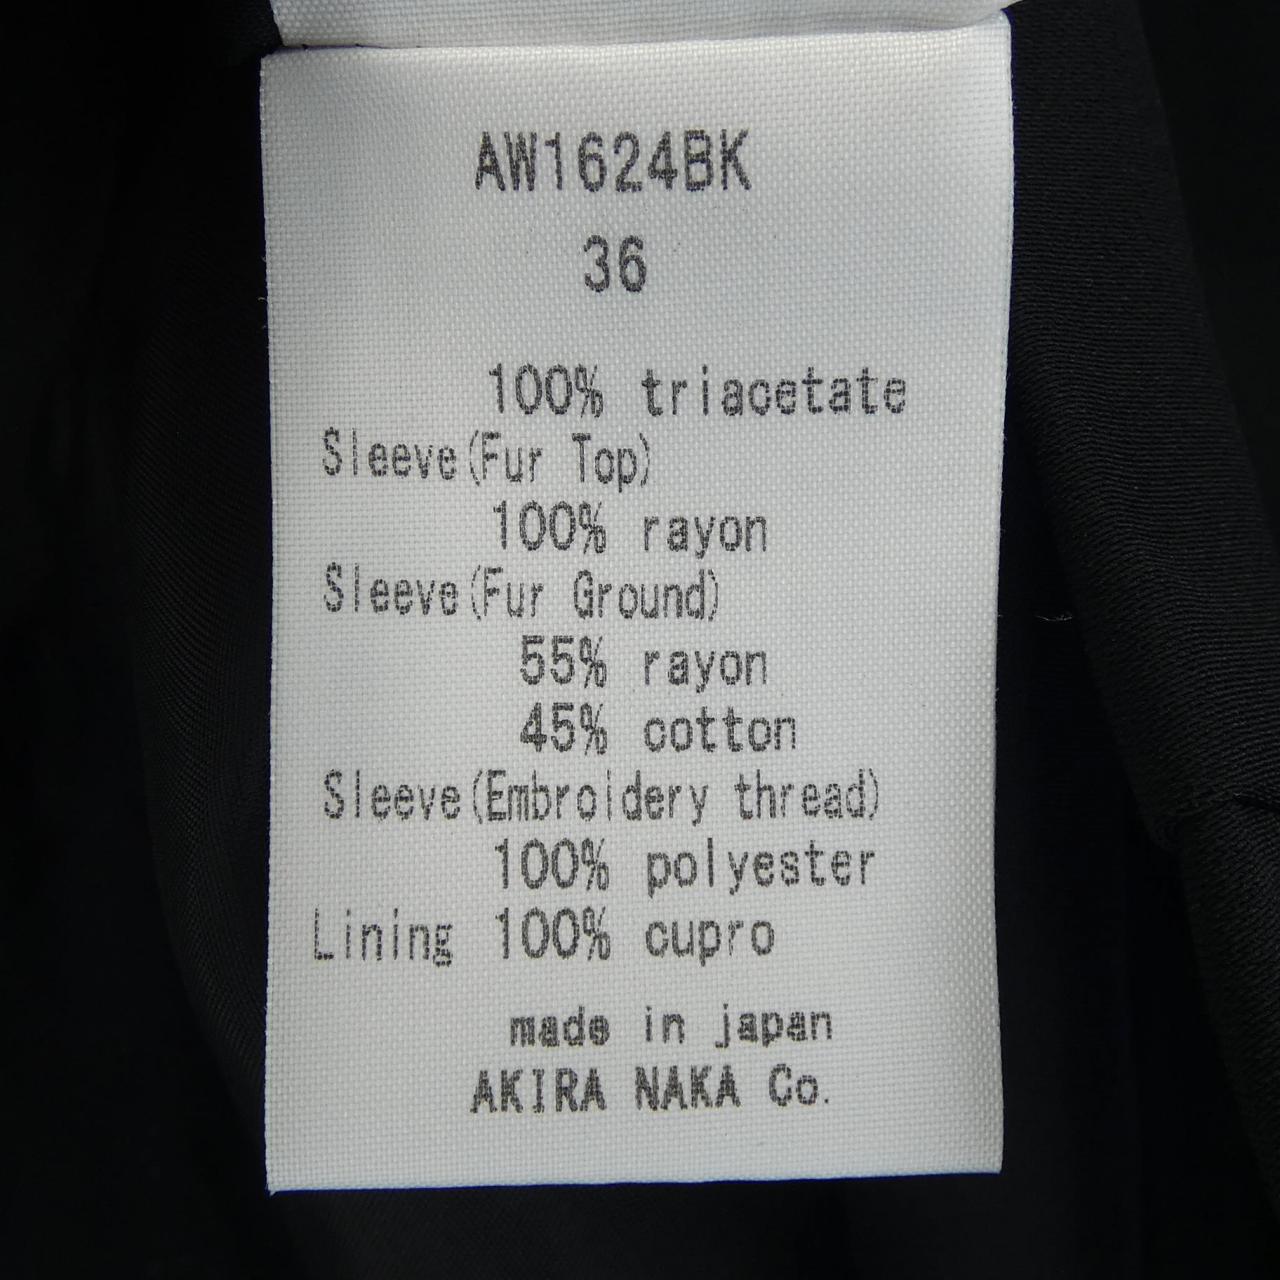 AW1624BK
36
100% triacetate
Sleeve(Fur Top)
100% rayon
Sleeve(Fur Ground)
55% rayon
45% cotton
Sleeve(Embroidery thread)
100% polyester
Lining 100% cupro
made in japan
AKIRA NAKA Co.